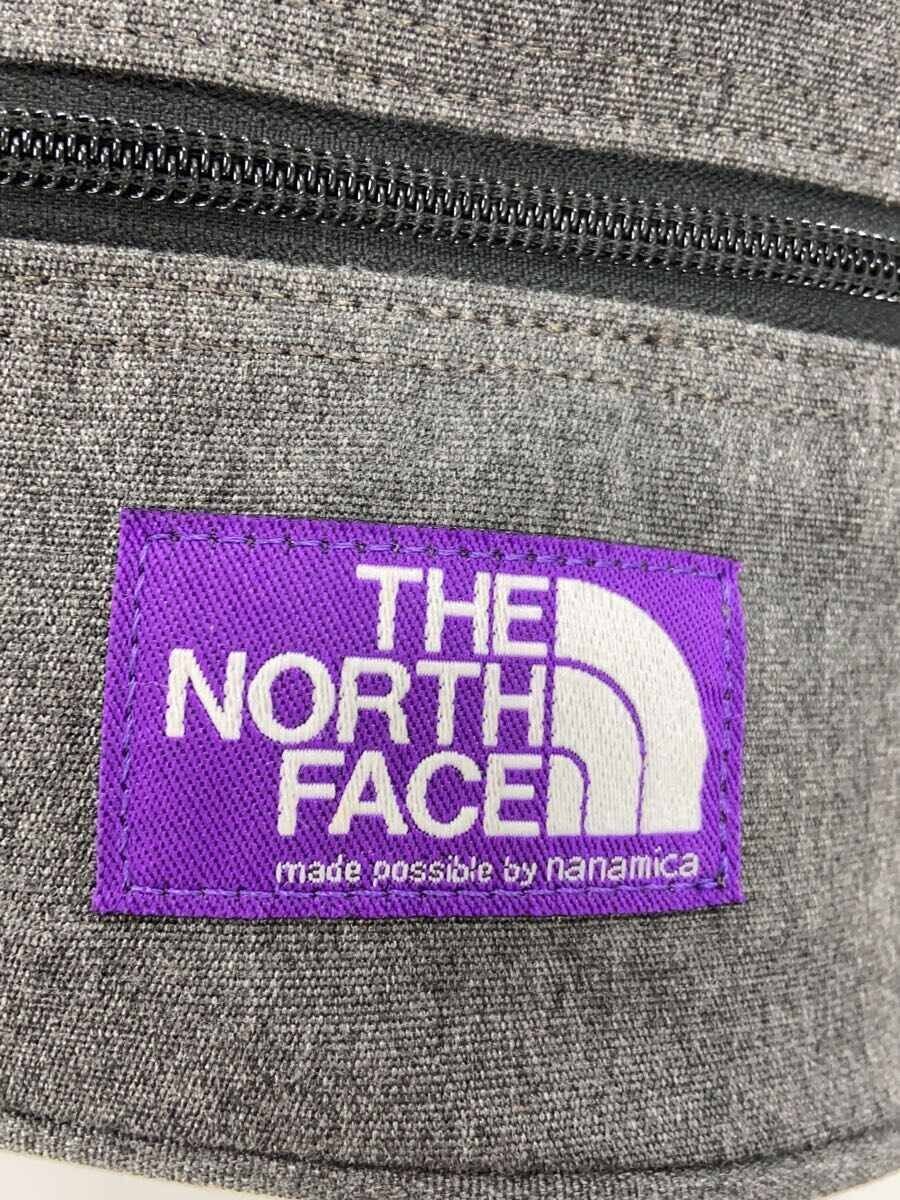 THE
NORTH
FACE
made possible by nanamica